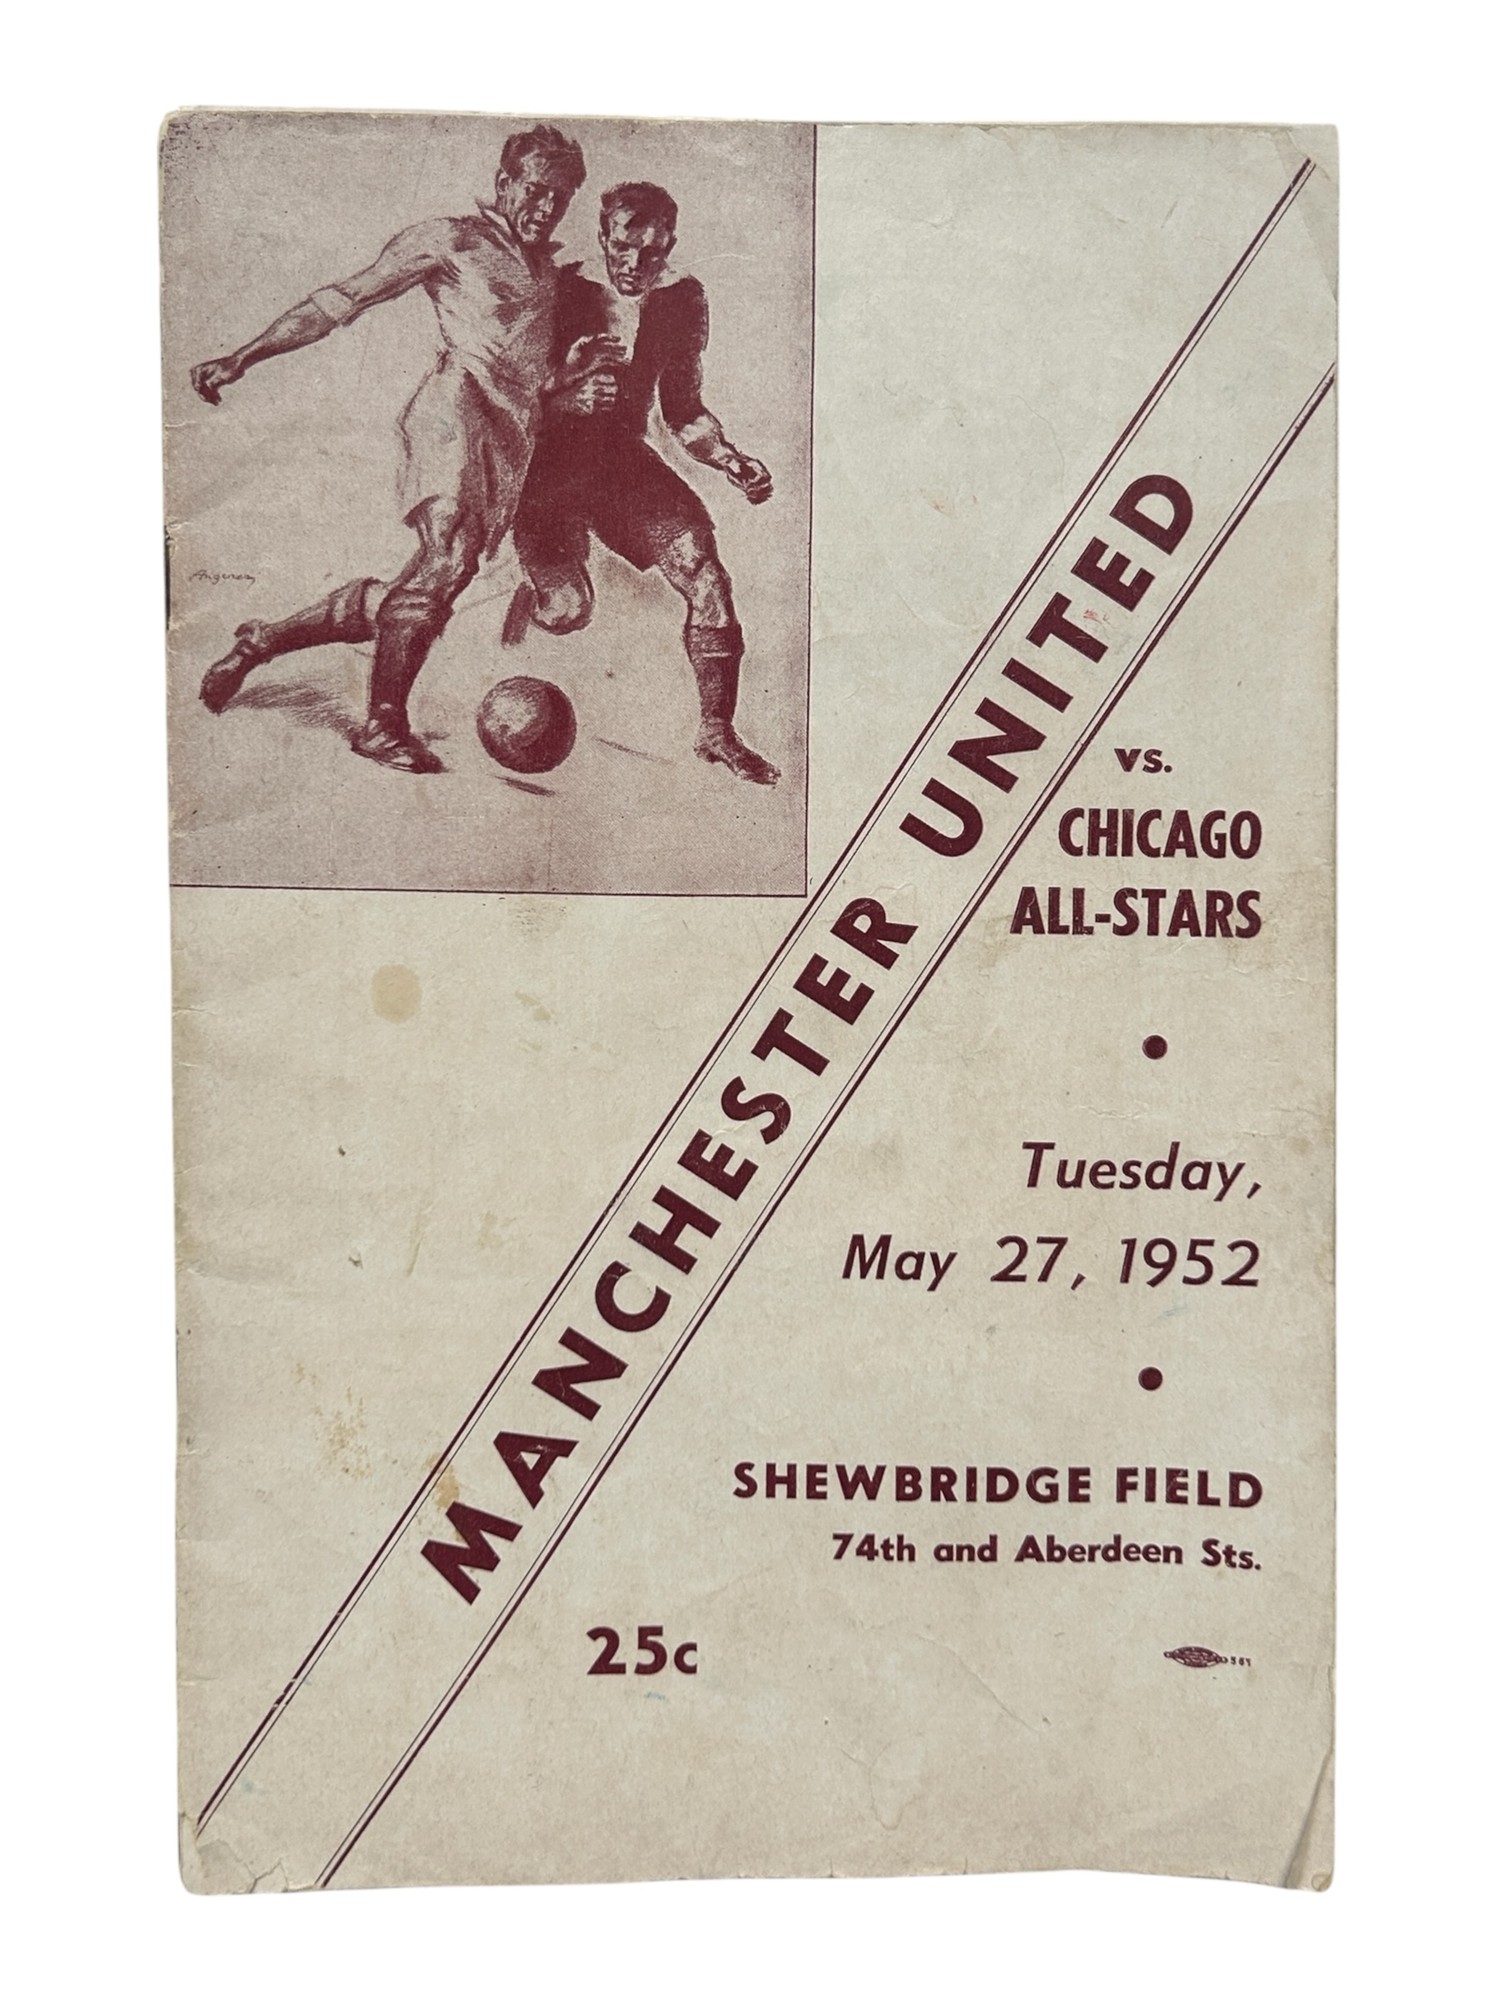 MANCHESTER UNITED
vs.
CHICAGO
ALL-STARS
Tuesday,
May 27, 1952
SHEWBRIDGE FIELD
74th and Aberdeen Sts.
25c